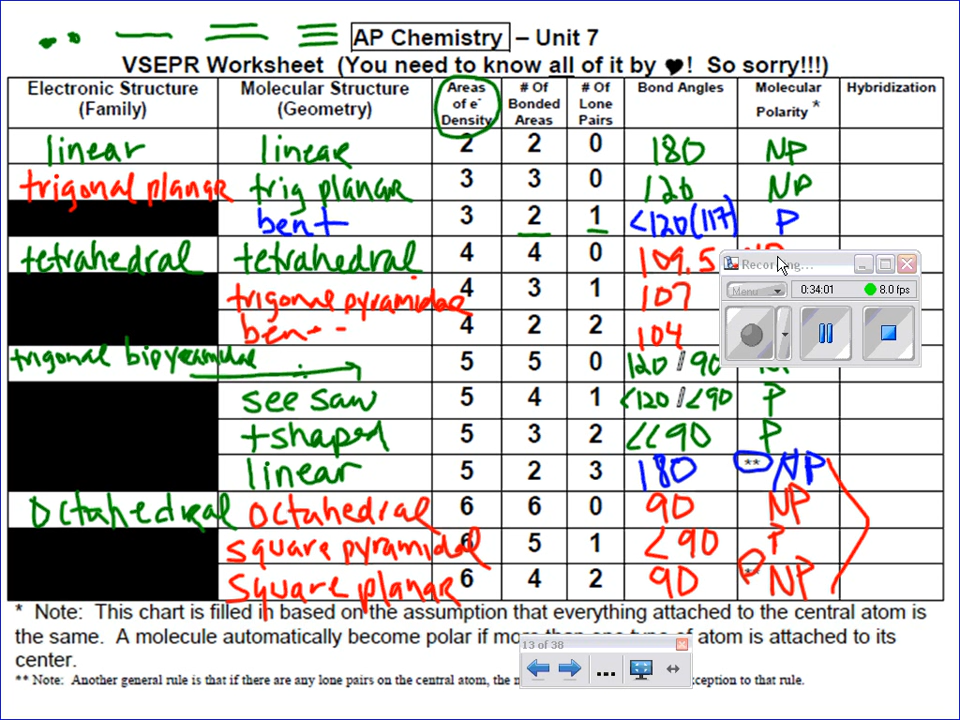 AP Chemistry – Unit 7
VSEPR Worksheet (You need to know all of it by ♥! So sorry!!!)
Electronic Structure (Family) Molecular Structure (Geometry) Areas of e- Density # Of Bonded Areas # Of Lone Pairs Bond Angles Molecular Polarity * Hybridization
linear linear 2 2 0 180 NP
trigonal planar trig planar 3 3 0 120 NP
bent 3 2 1 <120(117) P
tetrahedral tetrahedral 4 4 0 109.5
trigonal pyramidal 4 3 1 107
bent 4 2 2 104
trigonal bipyramidal 5 5 0 120/90
see saw 5 4 1 <120/<90 P
t shaped 5 3 2 <<90 P
linear 5 2 3 180 ** NP
octahedral octahedral 6 6 0 90 NP
square pyramidal 6 5 1 <90 P
square planar 6 4 2 90 NP
Recording...
Menu 0:34:01 8.0 fps
* Note: This chart is filled in based on the assumption that everything attached to the central atom is
the same. A molecule automatically become polar if more than one type of atom is attached to its
center.
13 of 38
** Note: Another general rule is that if there are any lone pairs on the central atom, the exception to that rule.